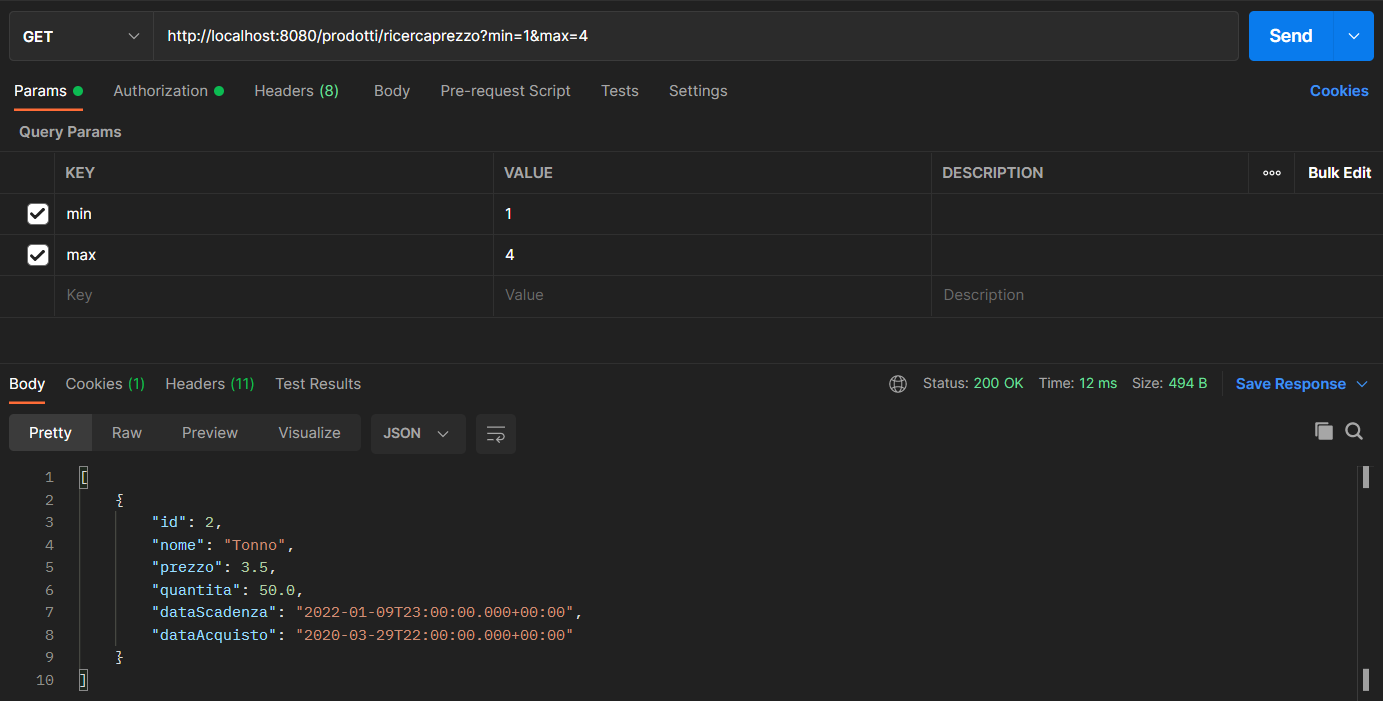 GET http://localhost:8080/prodotti/ricercaprezzo?min=1&max=4 Send
Params Authorization Headers (8) Body Pre-request Script Tests Settings Cookies
Query Params
KEY VALUE DESCRIPTION ooo Bulk Edit
min 1
max 4
Key Value Description
Body Cookies (1) Headers (11) Test Results Status: 200 OK Time: 12 ms Size: 494 B Save Response
Pretty Raw Preview Visualize JSON
1 [
2 {
3 "id": 2,
4 "nome": "Tonno",
5 "prezzo": 3.5,
6 "quantita": 50.0,
7 "dataScadenza": "2022-01-09T23:00:00.000+00:00",
8 "dataAcquisto": "2020-03-29T22:00:00.000+00:00"
9 }
10 ]